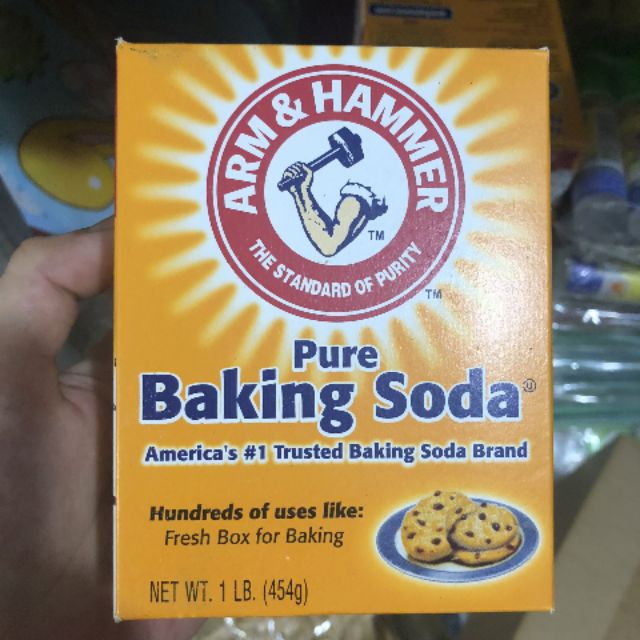 ARM & HAMMER
TM
THE STANDARD OF PURITY
TM
Pure
Baking Soda
America's #1 Trusted Baking Soda Brand
Hundreds of uses like:
Fresh Box for Baking
NET WT. 1 LB. (454g)